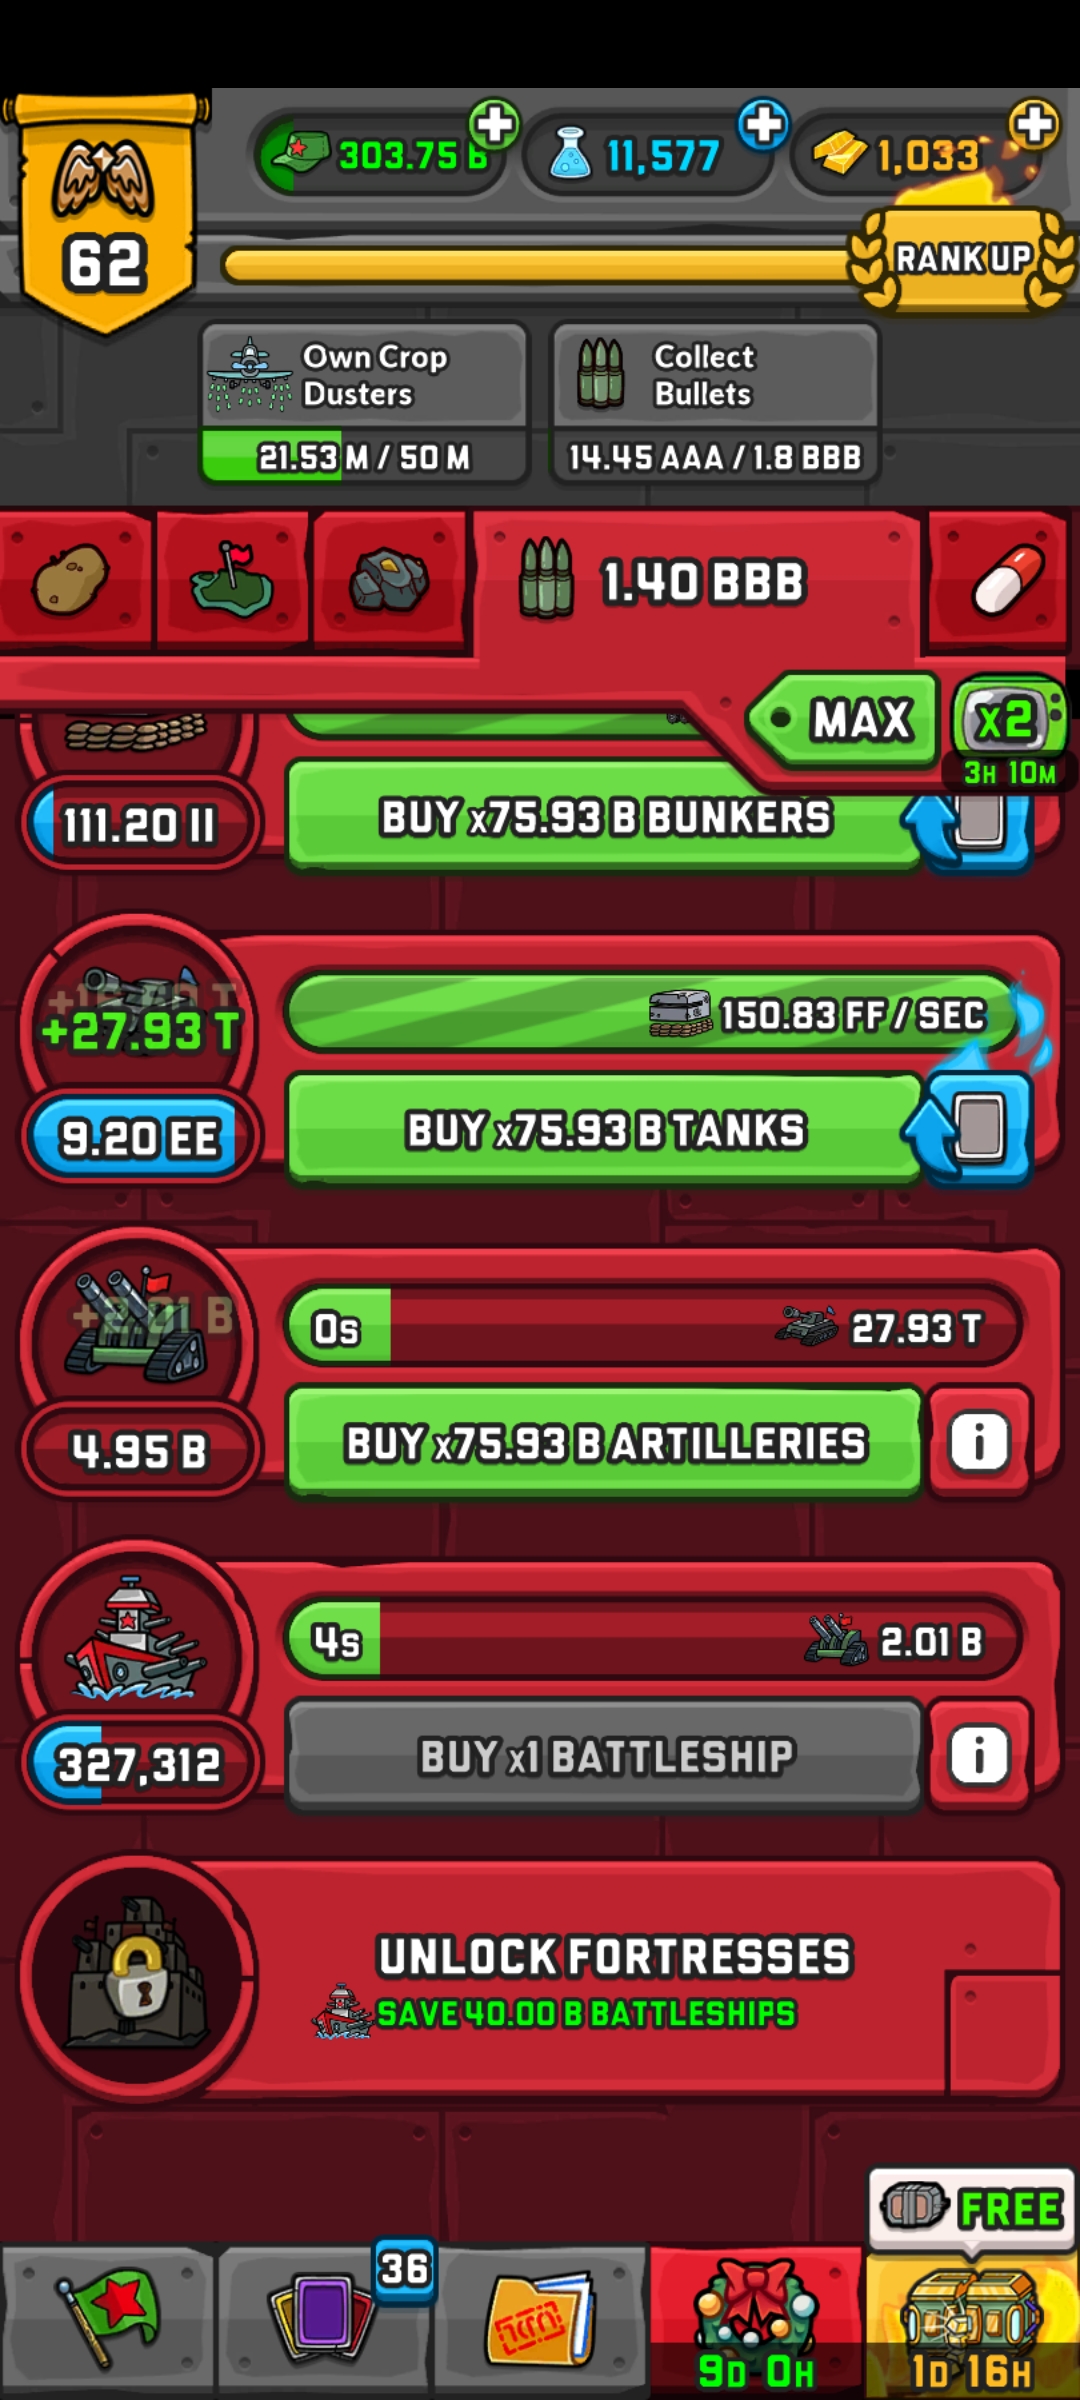 303.75 B
11,577
1,033
62
RANK UP
Own Crop
Dusters
21.53 M / 50 M
Collect
Bullets
14.45 AAA / 1.8 BBB
1.40 BBB
MAX
x2
3H 10M
111.20 II
BUY x75.93 B BUNKERS
+27.93 T
150.83 FF / SEC
9.20 EE
BUY x75.93 B TANKS
+2.01 B
0s
27.93 T
4.95 B
BUY x75.93 B ARTILLERIES
i
4s
2.01 B
327,312
BUY x1 BATTLESHIP
i
UNLOCK FORTRESSES
SAVE 40.00 B BATTLESHIPS
FREE
36
9D 0H
1D 16H